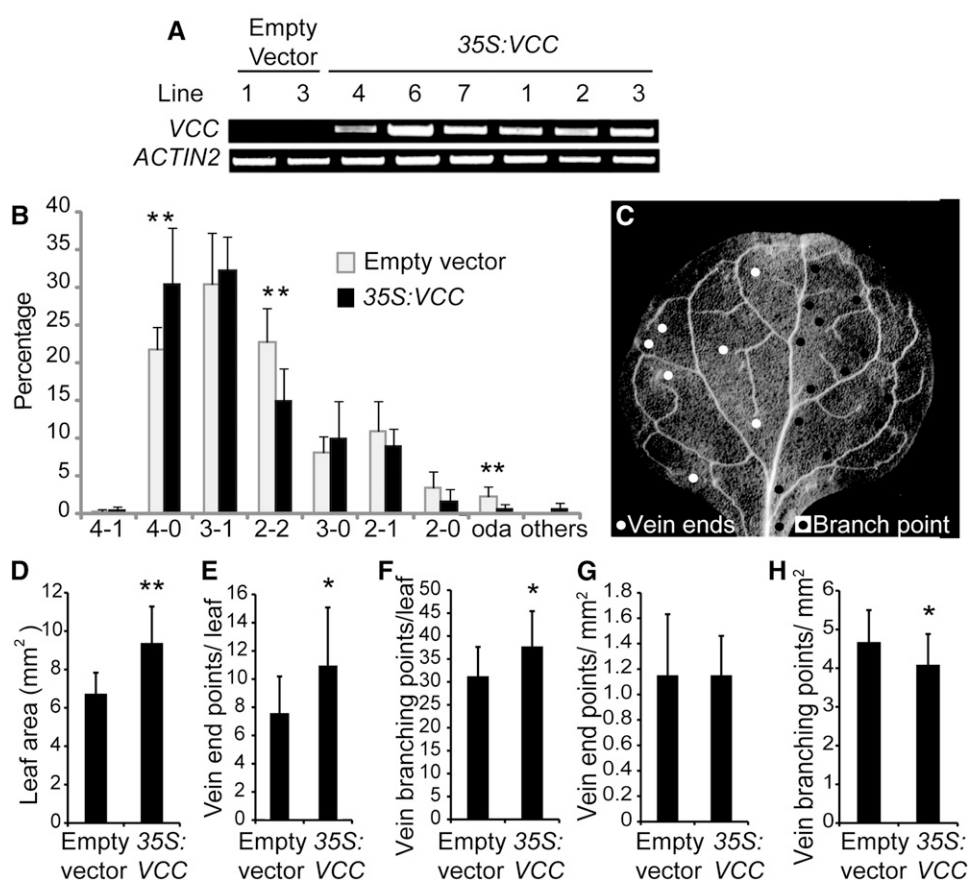 A
Empty
Vector
35S:VCC
Line 1 3 4 6 7 1 2 3
VCC
ACTIN2
B
Percentage
40
35
30
25
20
15
10
5
0
**
**
**
Empty vector
35S:VCC
4-1 4-0 3-1 2-2 3-0 2-1 2-0 oda others
C
Vein ends
Branch point
D
Leaf area (mm²)
12
10
8
6
4
2
0
**
Empty 35S:
vector VCC
E
Vein end points/ leaf
16
14
12
10
8
6
4
2
0
*
Empty 35S:
vector VCC
F
Vein branching points/leaf
50
45
40
35
30
25
20
15
10
5
0
*
Empty 35S:
vector VCC
G
Vein end points/ mm²
1.8
1.6
1.4
1.2
1
0.8
0.6
0.4
0.2
0
Empty 35S:
vector VCC
H
Vein branching points/ mm²
6
5
4
3
2
1
0
*
Empty 35S:
vector VCC